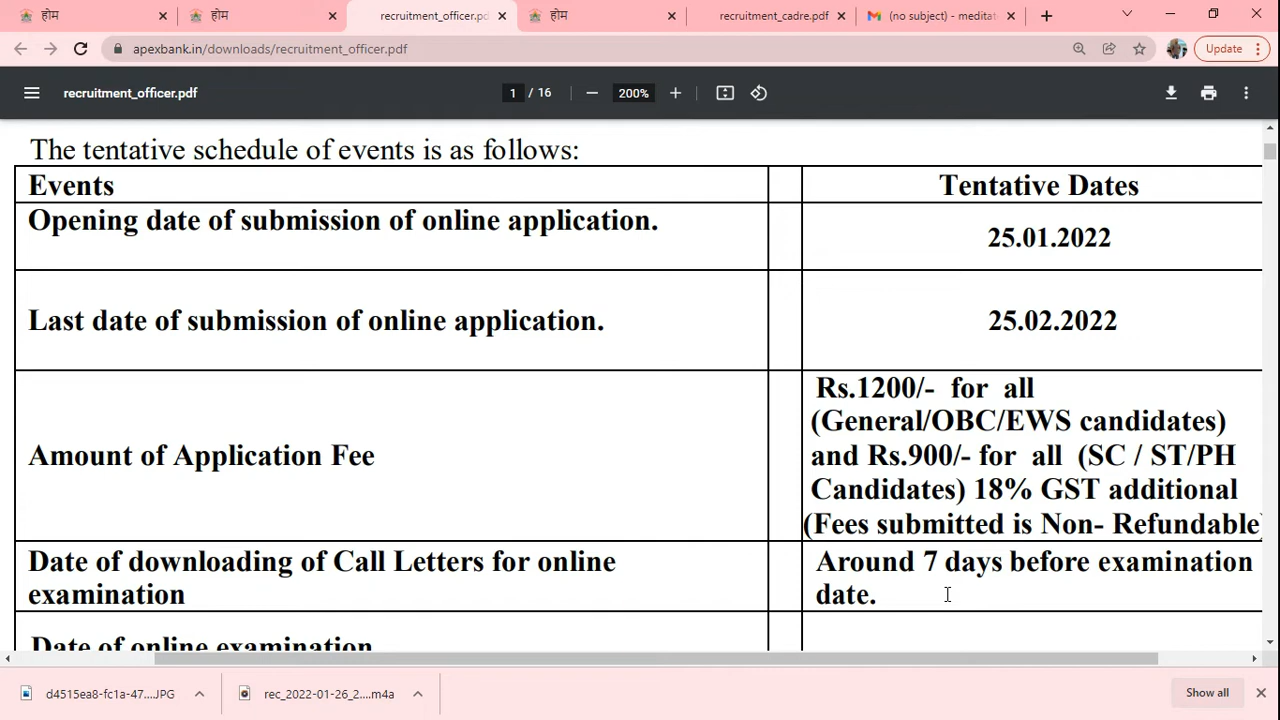 होम
होम
recruitment_officer.pd
होम
recruitment_cadre.pdf
(no subject) - meditat
apexbank.in/downloads/recruitment_officer.pdf
Update
recruitment_officer.pdf
1 / 16
200%
The tentative schedule of events is as follows:
Events
Tentative Dates
Opening date of submission of online application.
25.01.2022
Last date of submission of online application.
25.02.2022
Amount of Application Fee
Rs.1200/- for all
(General/OBC/EWS candidates)
and Rs.900/- for all (SC / ST/PH
Candidates) 18% GST additional
(Fees submitted is Non- Refundable)
Date of downloading of Call Letters for online
examination
Around 7 days before examination
date.
Date of online examination
d4515ea8-fc1a-47....JPG
rec_2022-01-26_2....m4a
Show all